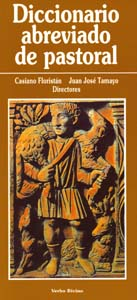 Diccionario
abreviado
de pastoral
Casiano Floristán Juan José Tamayo
Directores
Verbo Divino